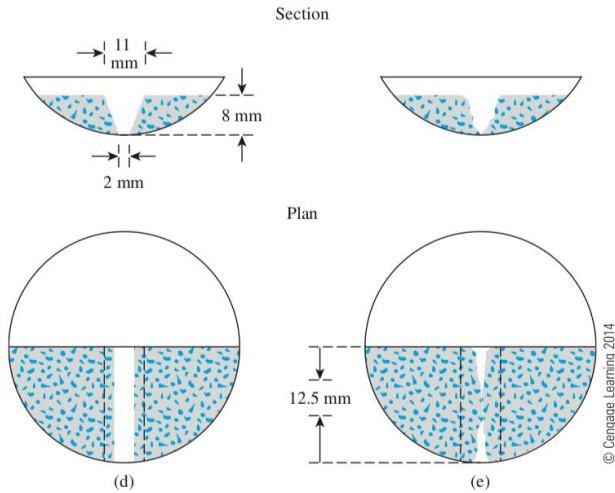 Section
11
mm
8 mm
2 mm
Plan
12.5 mm
(d)
(e)
© Cengage Learning 2014